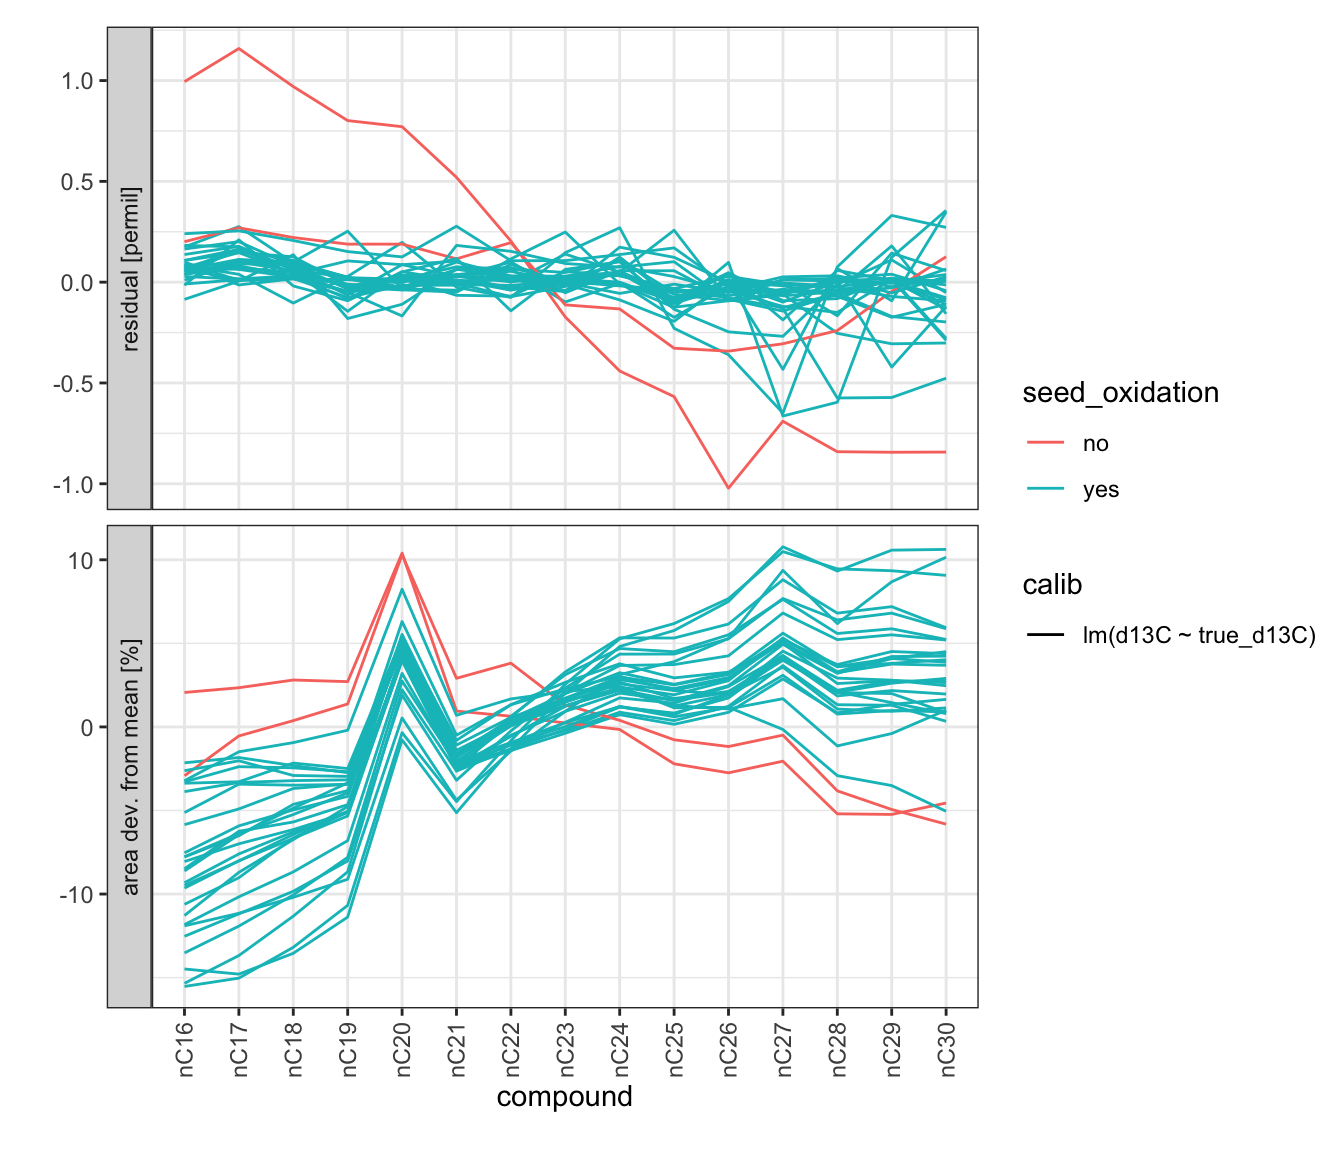 residual [permil]
1.0
0.5
0.0
-0.5
-1.0
area dev. from mean [%]
10
0
-10
nC16
nC17
nC18
nC19
nC20
nC21
nC22
nC23
nC24
nC25
nC26
nC27
nC28
nC29
nC30
compound
seed_oxidation
no
yes
calib
lm(d13C ~ true_d13C)